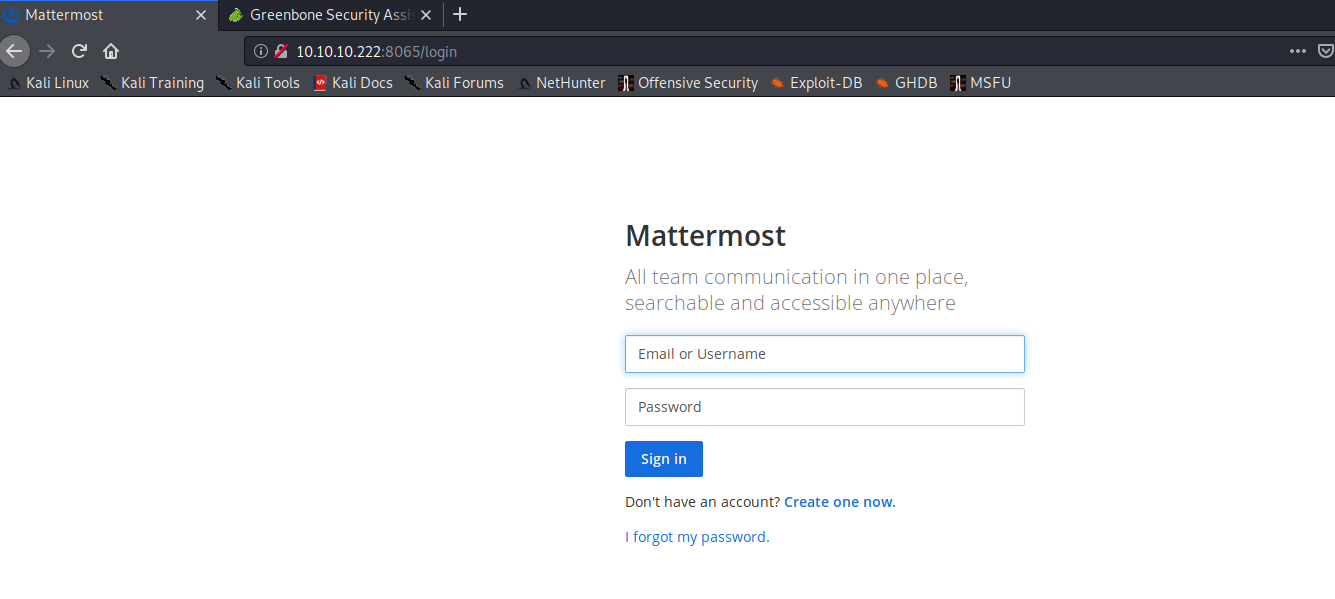 Mattermost
Greenbone Security Assis
10.10.10.222:8065/login
Kali Linux Kali Training Kali Tools Kali Docs Kali Forums NetHunter Offensive Security Exploit-DB GHDB MSFU
Mattermost
All team communication in one place,
searchable and accessible anywhere
Email or Username
Password
Sign in
Don't have an account? Create one now.
I forgot my password.